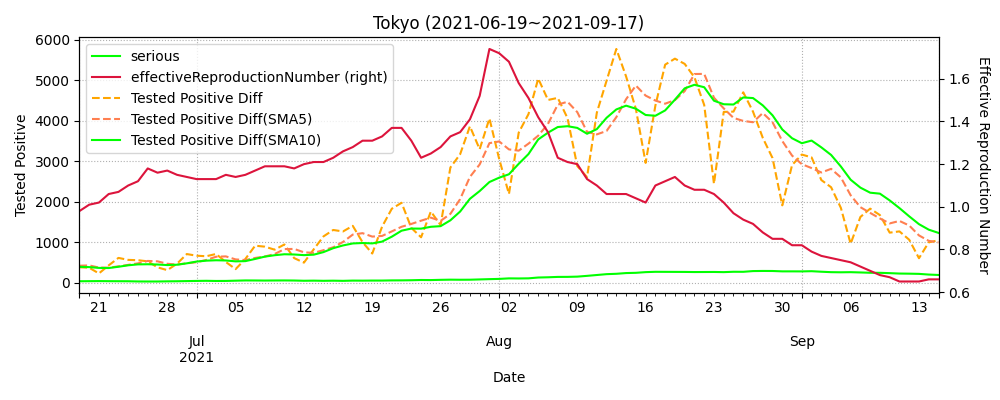 Tokyo (2021-06-19~2021-09-17)
serious
effectiveReproductionNumber (right)
Tested Positive Diff
Tested Positive Diff(SMA5)
Tested Positive Diff(SMA10)
Tested Positive
6000
5000
4000
3000
2000
1000
0
Effective Reproduction Number
1.6
1.4
1.2
1.0
0.8
0.6
21 28 05 12 19 26 02 09 16 23 30 06 13
Jul Aug Sep
2021
Date